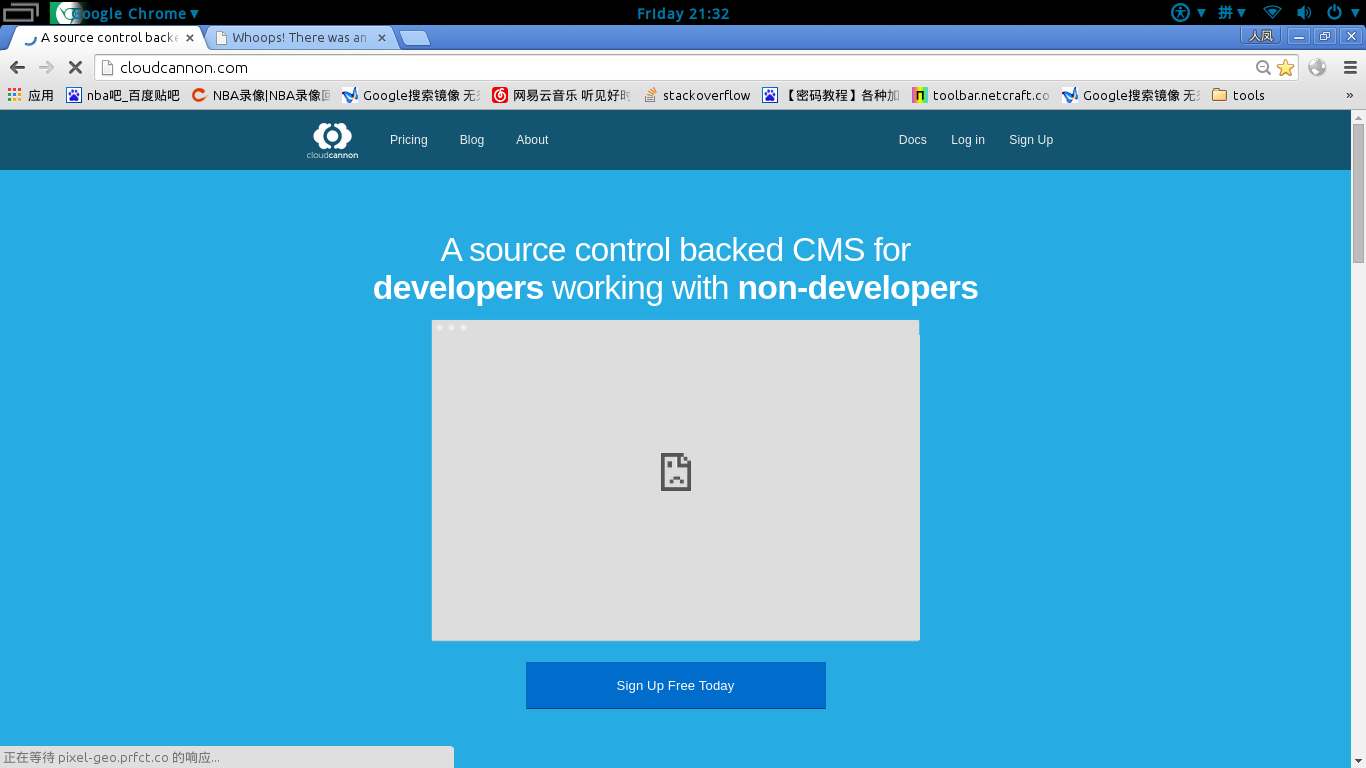 Google Chrome
Friday 21:32
拼
A source control back
Whoops! There was an
人凤
cloudcannon.com
应用
nba吧_百度贴吧
NBA录像|NBA录像
Google搜索镜像 无
网易云音乐 听见好时
stackoverflow
【密码教程】各种加
toolbar.netcraft.co
Google搜索镜像 无
tools
»
cloudcannon
Pricing
Blog
About
Docs
Log in
Sign Up
A source control backed CMS for
developers working with non-developers
Sign Up Free Today
正在等待 pixel-geo.prfct.co 的响应...